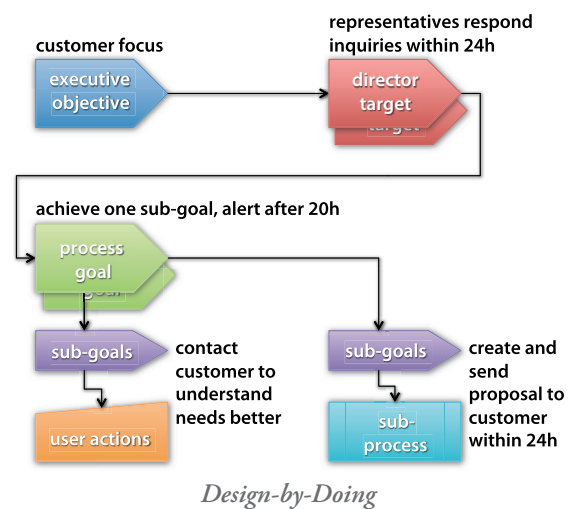 representatives respond
customer focus
inquiries within 24h
executive
objective
director
target
target
achieve one sub-goal, alert after 20h
process
goal
goal
sub-goals
contact
customer to
understand
needs better
sub-goals
create and
send
proposal to
customer
within 24h
user actions
sub-
process
Design-by-Doing